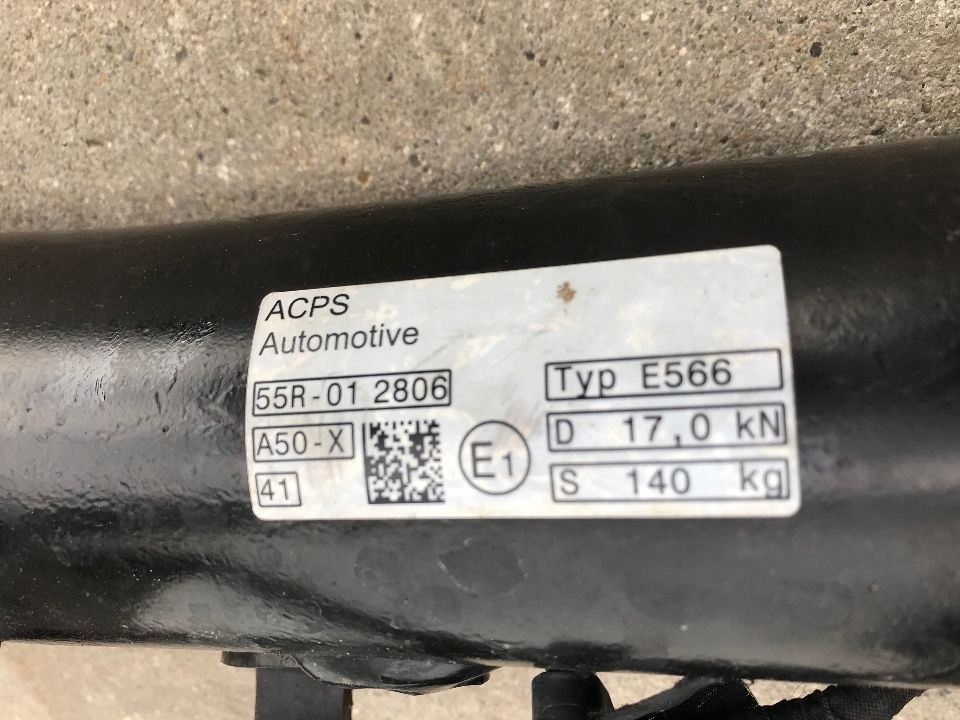 ACPS
Automotive
55R-01 2806
A50-X
41
E1
Typ E566
D 17,0 kN
S 140 kg